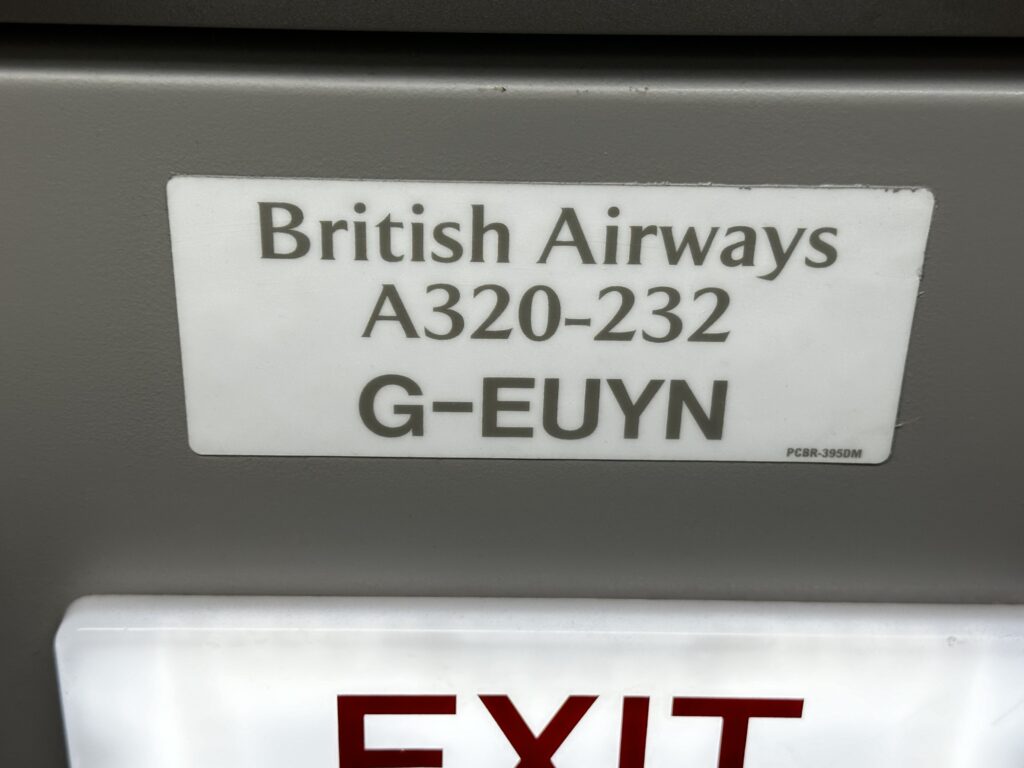 British Airways
A320-232
G-EUYN
PCBR-395DM
EXIT